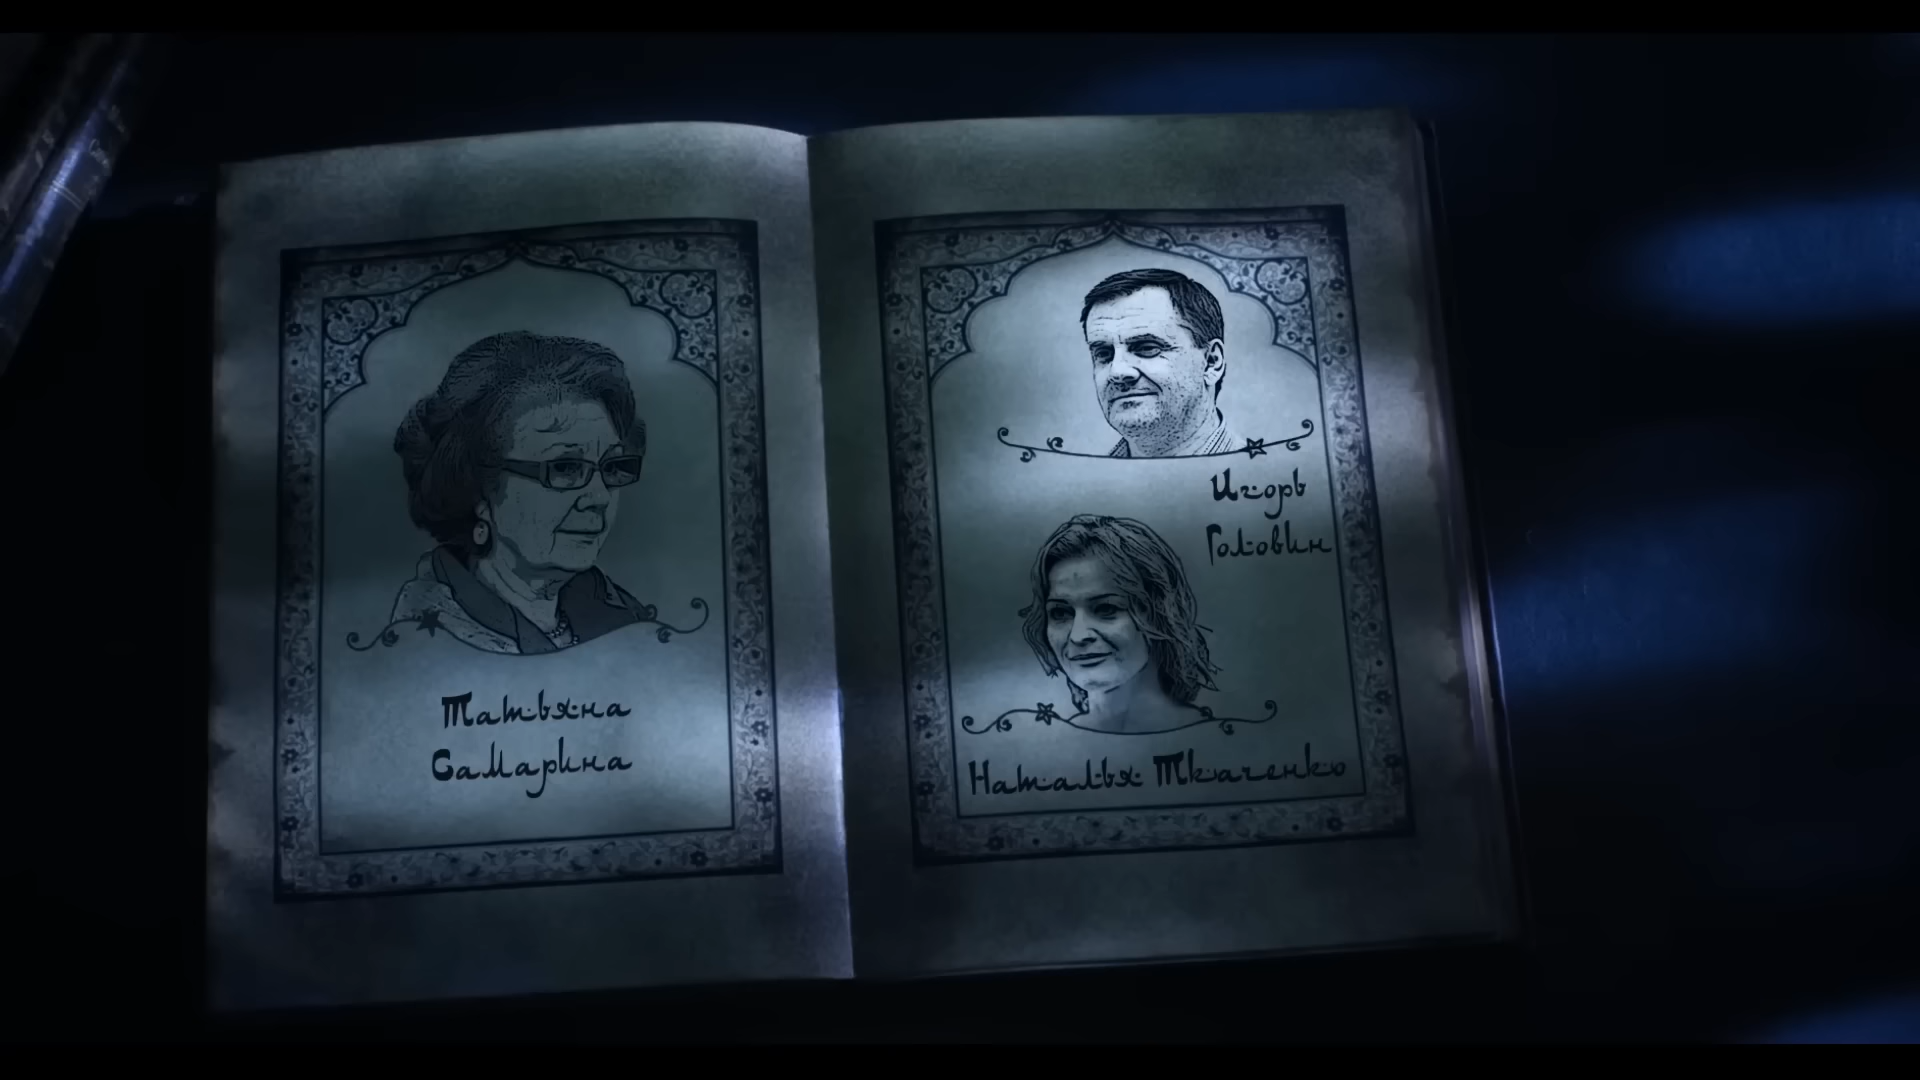 Татьяна
Самарина
Игорь
Головин
Наталья Ткаченко